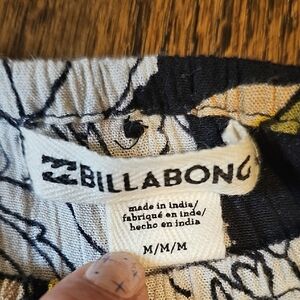 BILLABONG
made in india/
fabriqué en inde/
hecho en india
M/M/M